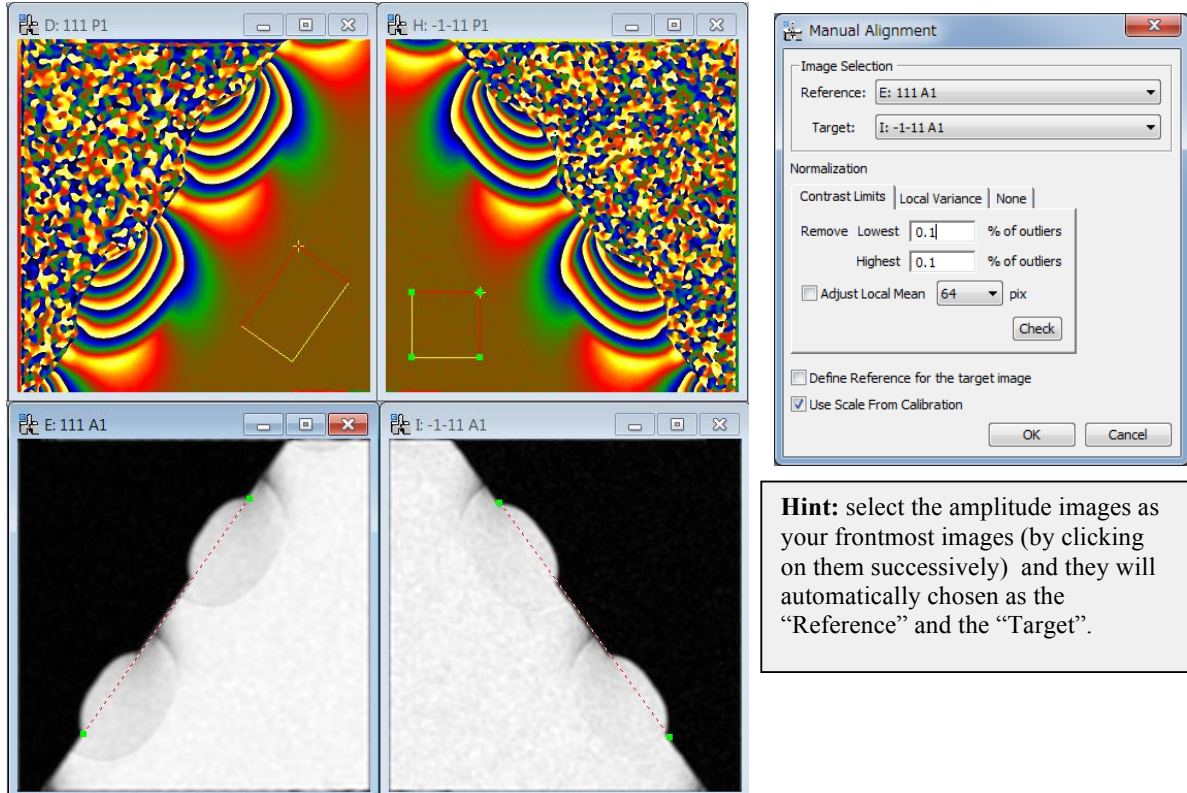 D: 111 P1
H: -1-11 P1
E: 111 A1
I: -1-11 A1
Manual Alignment
Image Selection
Reference: E: 111 A1
Target: I: -1-11 A1
Normalization
Contrast Limits Local Variance None
Remove Lowest 0.1 % of outliers
Highest 0.1 % of outliers
Adjust Local Mean 64 pix
Check
Define Reference for the target image
Use Scale From Calibration
OK Cancel
Hint: select the amplitude images as
your frontmost images (by clicking
on them successively) and they will
automatically chosen as the
“Reference” and the “Target”.